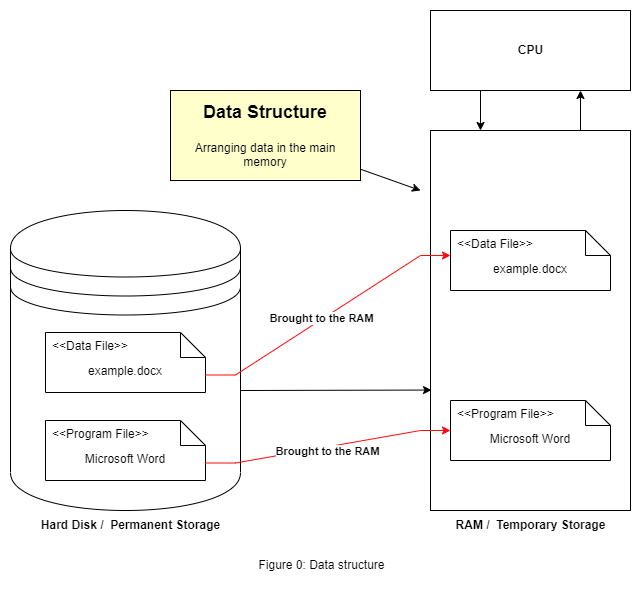 CPU
Data Structure
Arranging data in the main
memory
<<Data File>>
example.docx
Brought to the RAM
<<Data File>>
example.docx
<<Program File>>
Microsoft Word
<<Program File>>
Microsoft Word
Brought to the RAM
Hard Disk / Permanent Storage
RAM / Temporary Storage
Figure 0: Data structure